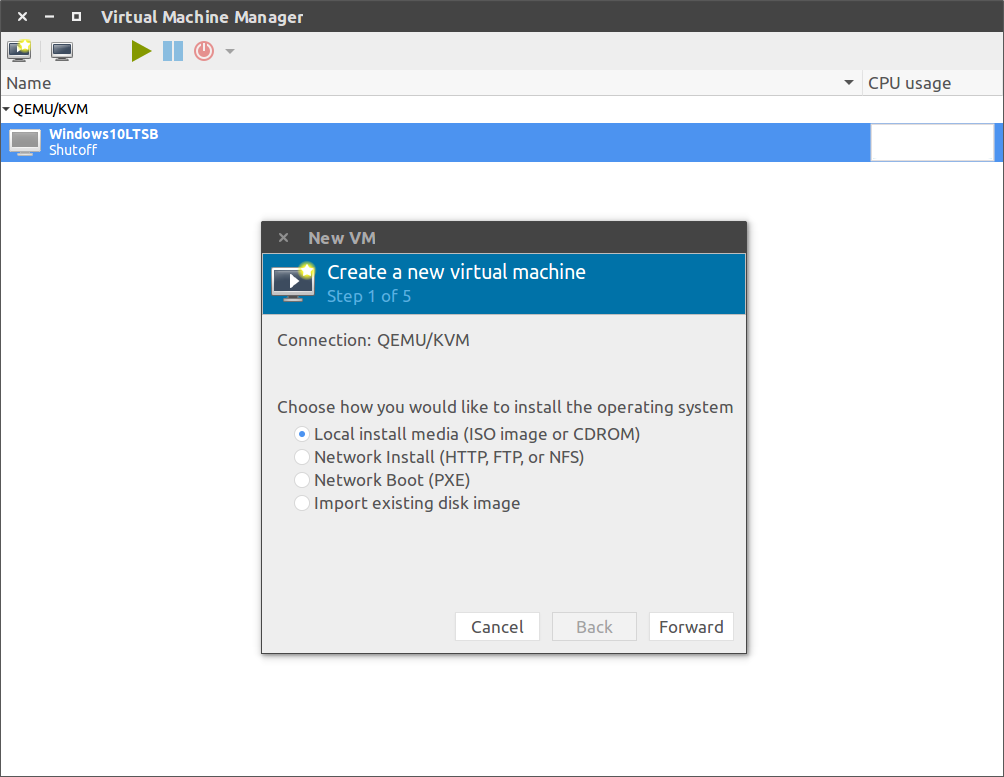 Virtual Machine Manager
Name
CPU usage
QEMU/KVM
Windows10LTSB
Shutoff
New VM
Create a new virtual machine
Step 1 of 5
Connection: QEMU/KVM
Choose how you would like to install the operating system
Local install media (ISO image or CDROM)
Network Install (HTTP, FTP, or NFS)
Network Boot (PXE)
Import existing disk image
Cancel
Back
Forward